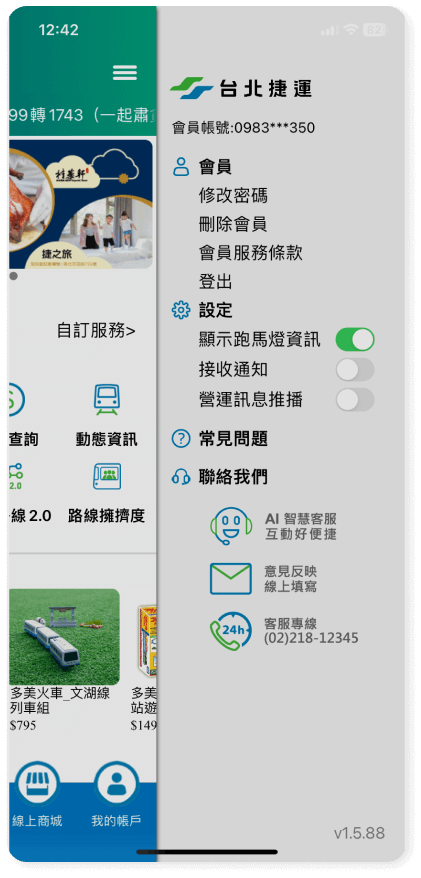 12:42
82
台北捷運
會員帳號:0983***350
會員
修改密碼
刪除會員
會員服務條款
登出
設定
顯示跑馬燈資訊
接收通知
營運訊息推播
常見問題
聯絡我們
AI 智慧客服
互動好便捷
意見反映
線上填寫
24h
客服專線
(02)218-12345
v1.5.88
99轉1743（一起肅
捷之旅
自訂服務>
查詢
動態資訊
2.0
線2.0
路線擁擠度
多美火車_文湖線
列車組
$795
多美
站遊
$149
線上商城
我的帳戶